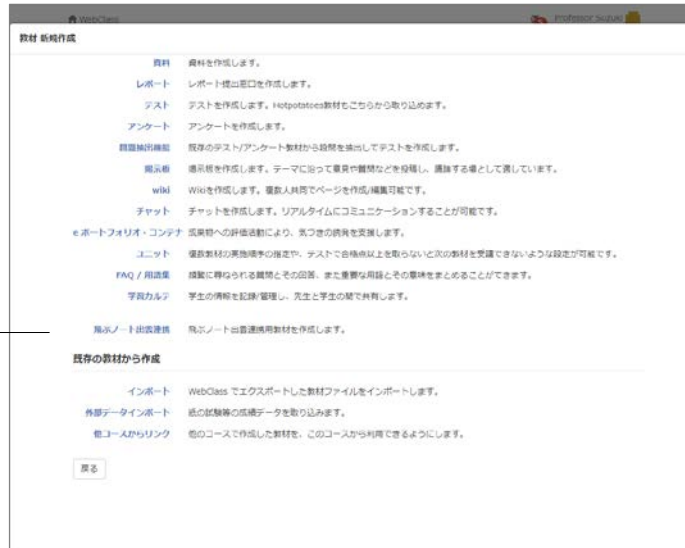 WebClass
Professor Suzuki
教材 新規作成
資料 資料を作成します。
レポート レポート提出窓口を作成します。
テスト テストを作成します。Hotpotatoes教材もこちらから取り込めます。
アンケート アンケートを作成します。
問題抽出機能 既存のテスト/アンケート教材から設問を抽出してテストを作成します。
掲示板 掲示板を作成します。テーマに沿って意見や質問などを投稿し、議論する場として適しています。
wiki Wikiを作成します。複数人共同でページを作成/編集可能です。
チャット チャットを作成します。リアルタイムにコミュニケーションすることが可能です。
e ポートフォリオ・コンテナ 成果物への評価活動により、気づきの誘発を支援します。
ユニット 複数教材の実施順序の指定や、テストで合格点以上を取らないと次の教材を受講できないような設定が可能です。
FAQ / 用語集 頻繁に尋ねられる質問とその回答、また重要な用語とその意味をまとめることができます。
学習カルテ 学生の情報を記録/管理し、先生と学生の間で共有します。
飛ぶノート出雲連携 飛ぶノート出雲連携用教材を作成します。
既存の教材から作成
インポート WebClass でエクスポートした教材ファイルをインポートします。
外部データインポート 紙の試験等の成績データを取り込みます。
他コースからリンク 他のコースで作成した教材を、このコースから利用できるようにします。
戻る